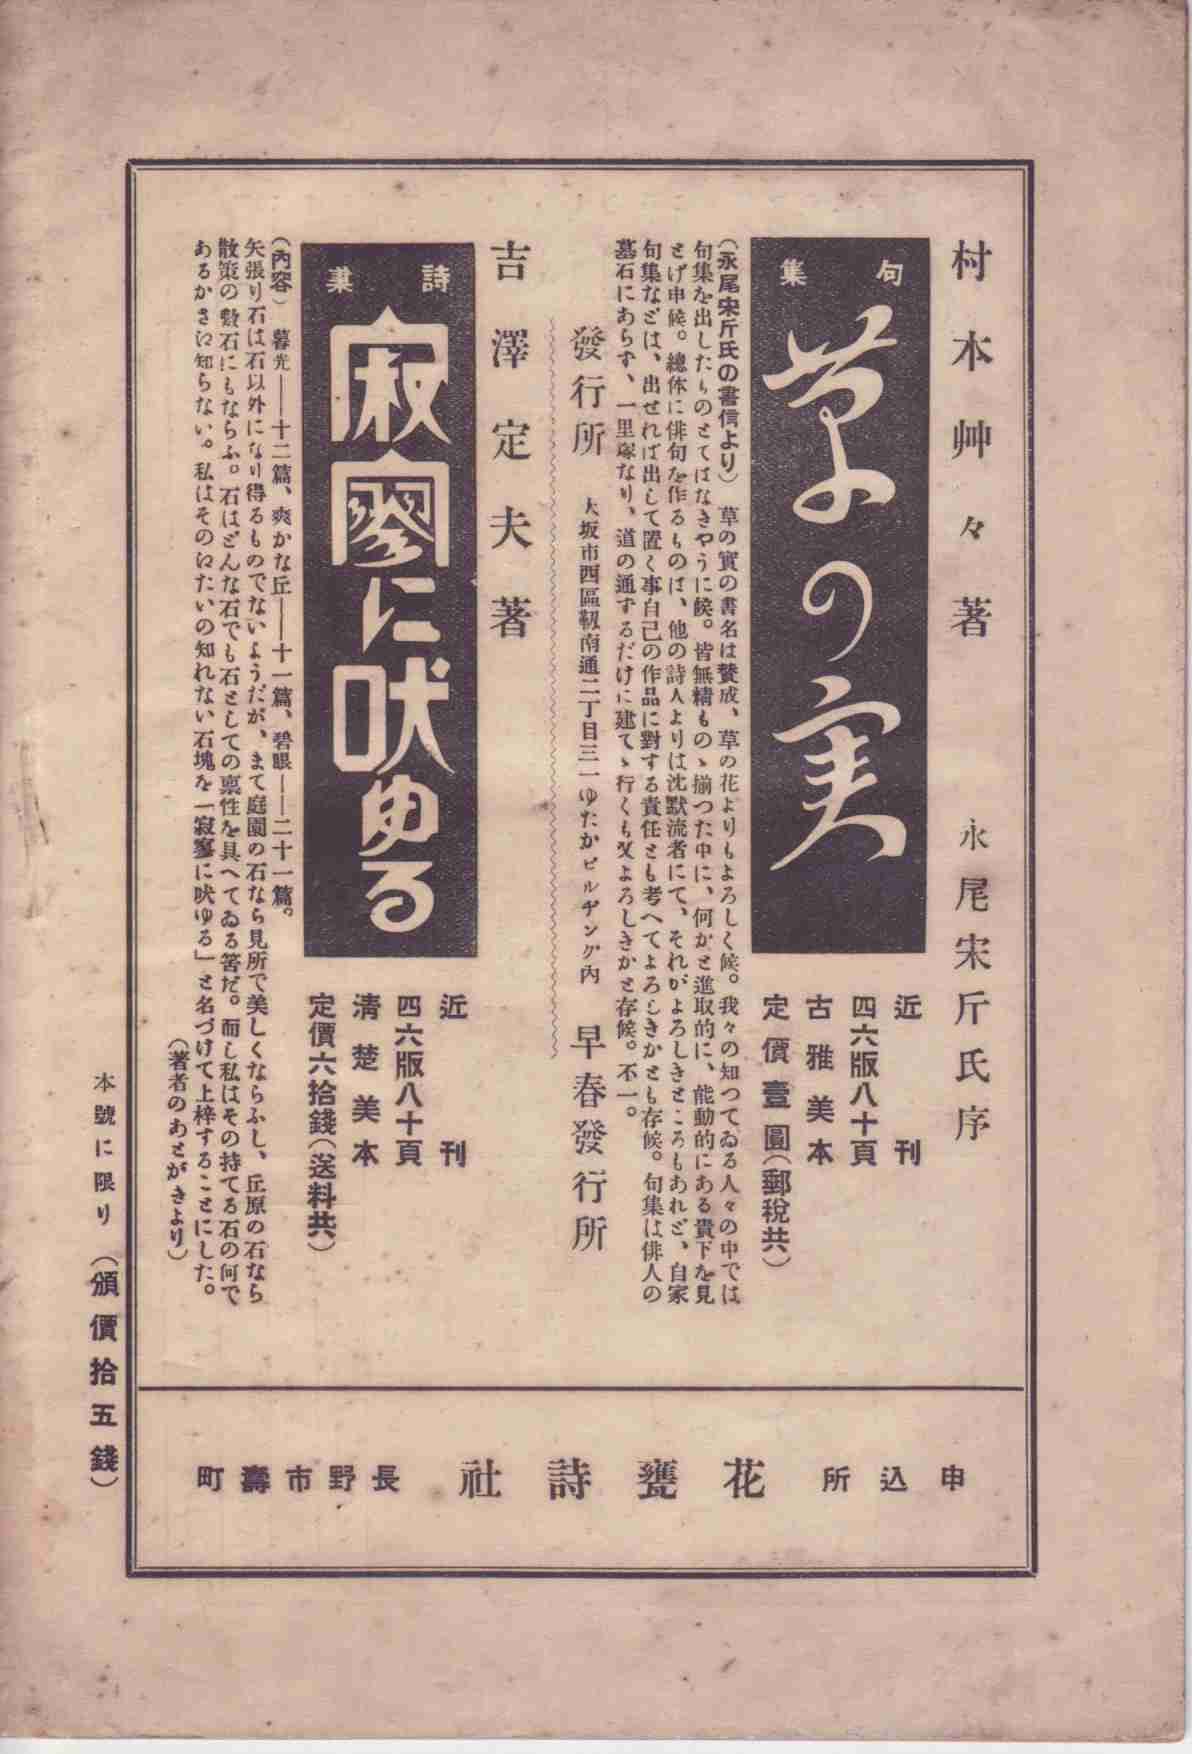 村本艸々著　永尾宋斤氏序
句集
草の実
近刊
四六版八十頁
古雅美本
定價壹圓（郵稅共）
（永尾宋斤氏の書信より）　草の實の書名は賛成、草の花よりもよろしく候。我々の知つてゐる人々の中では
句集を出したものとてはなきやうに候。皆無精ものゝ揃つた中に、何かと進取的に、能動的にある貴下を見
とげ申候。總体に俳句を作るものは、他の詩人よりは沈默流者にて、それがよろしきところもあれど、自家
句集などは、出せれば出して置く事自己の作品に對する責任とも考へてよろしきかとも存候。句集は俳人の
墓石にあらず、一里塚なり、道の通ずるだけに建てゝ行くも又よろしきかと存候。不一。
發行所　大坂市西區靱南通二丁目三一ゆたかビルヂング內　早春發行所
吉澤定夫著
詩集
寂寥に吠ゆる
近刊
四六版八十頁
清楚美本
定價六拾錢（送料共）
（內容）　暮光――十二篇、爽かな丘――十一篇、碧眼――二十一篇。
矢張り石は石以外になり得るものでないようだが、まて庭園の石なら見所で美しくならふし、丘原の石なら
散策の敷石にもならふ。石はどんな石でも石としての稟性を具へてゐる筈だ。而し私はその持てる石の何で
あるかさに知らない。私はそのにたいの知れない石塊を「寂寥に吠ゆる」と名づけて上梓することにした。
（著者のあとがきより）
申込所　花甕詩社　長野市壽町
本號に限り（頒價拾五錢）